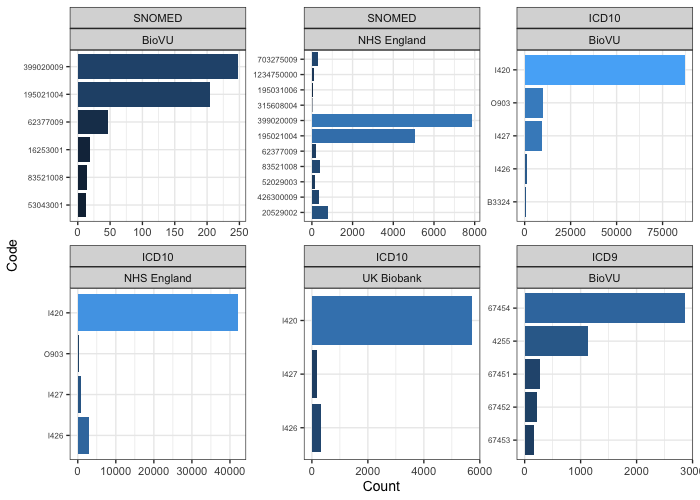 SNOMED
BioVU
399020009
195021004
62377009
16253001
83521008
53043001
0 50 100 150 200 250
SNOMED
NHS England
703275009
1234750000
195031006
315608004
399020009
195021004
62377009
83521008
52029003
426300009
20529002
0 2000 4000 6000 8000
ICD10
BioVU
I420
O903
I427
I426
B3324
0 25000 50000 75000
ICD10
NHS England
I420
O903
I427
I426
0 10000 20000 30000 40000
ICD10
UK Biobank
I420
I427
I426
0 2000 4000 6000
ICD9
BioVU
67454
4255
67451
67452
67453
0 1000 2000 3000
Code
Count